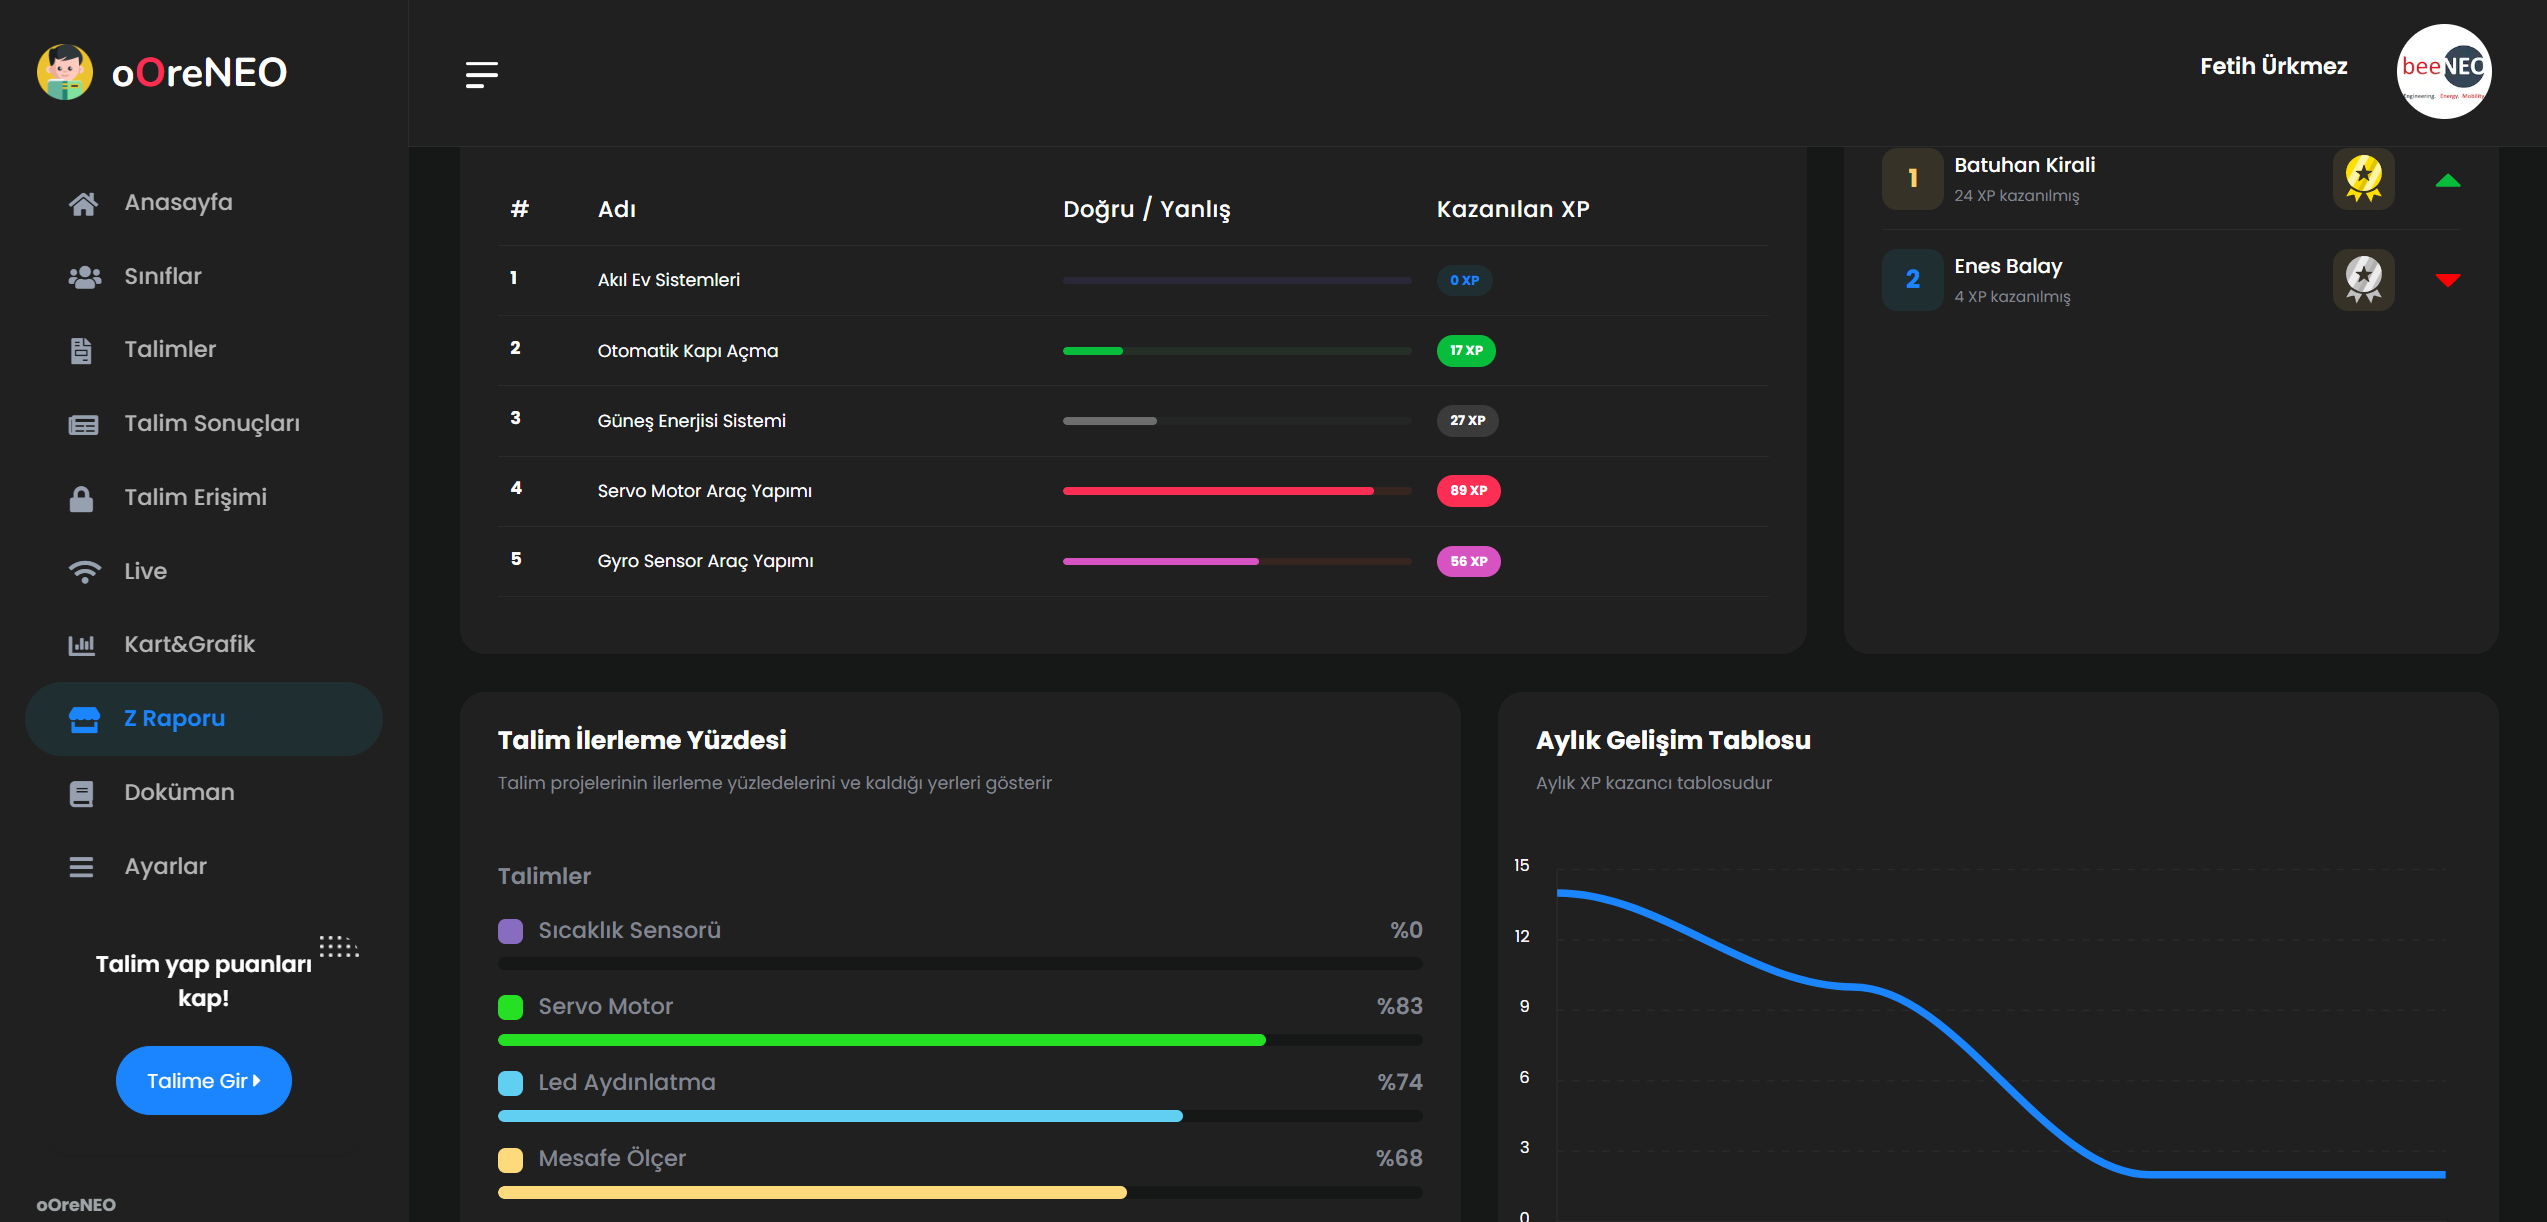 oOreNEO
Fetih Ürkmez
beeNEO
Engineering. Energy. Mobility
Anasayfa
Sınıflar
Talimler
Talim Sonuçları
Talim Erişimi
Live
Kart&Grafik
Z Raporu
Doküman
Ayarlar
Talim yap puanları
kap!
Talime Gir
oOreNEO
# Adı Doğru / Yanlış Kazanılan XP
1 Akıl Ev Sistemleri 0 XP
2 Otomatik Kapı Açma 17 XP
3 Güneş Enerjisi Sistemi 27 XP
4 Servo Motor Araç Yapımı 89 XP
5 Gyro Sensor Araç Yapımı 56 XP
1 Batuhan Kirali
24 XP kazanılmış
2 Enes Balay
4 XP kazanılmış
Talim İlerleme Yüzdesi
Talim projelerinin ilerleme yüzledelerini ve kaldığı yerleri gösterir
Talimler
Sıcaklık Sensorü %0
Servo Motor %83
Led Aydınlatma %74
Mesafe Ölçer %68
Aylık Gelişim Tablosu
Aylık XP kazancı tablosudur
15
12
9
6
3
0